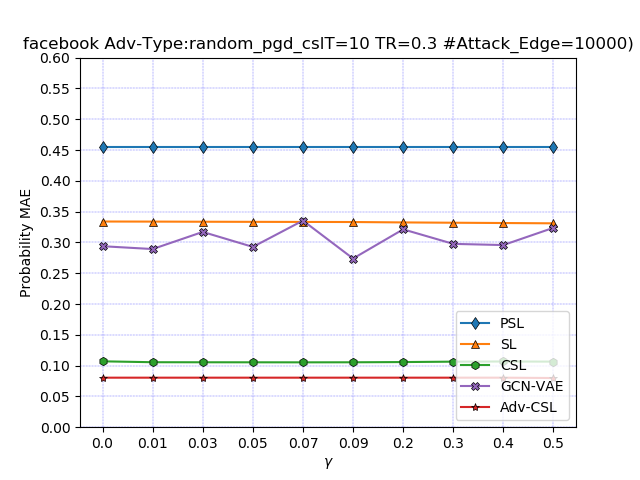 facebook Adv-Type:random_pgd_cslT=10 TR=0.3 #Attack_Edge=10000)
0.60
0.55
0.50
0.45
0.40
0.35
0.30
0.25
0.20
0.15
0.10
0.05
0.00
Probability MAE
PSL
SL
CSL
GCN-VAE
Adv-CSL
0.0 0.01 0.03 0.05 0.07 0.09 0.2 0.3 0.4 0.5
γ